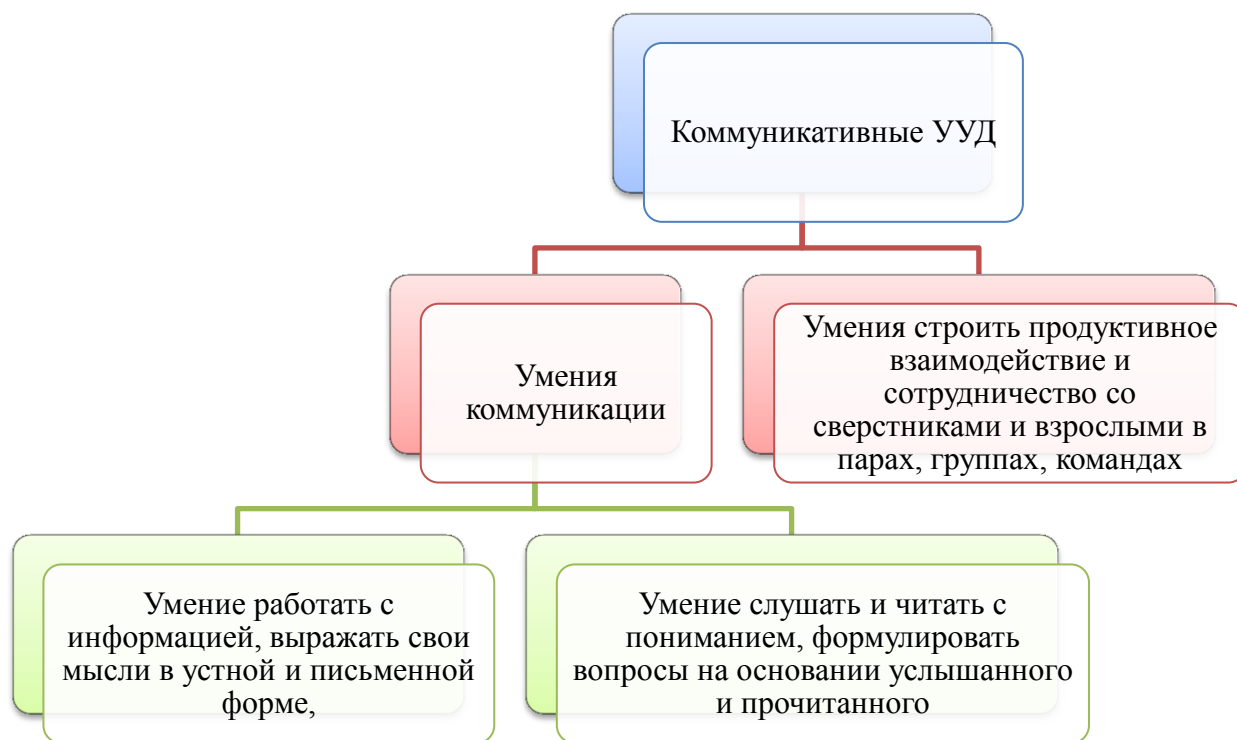 Коммуникативные УУД
Умения
коммуникации
Умения строить продуктивное
взаимодействие и
сотрудничество со
сверстниками и взрослыми в
парах, группах, командах
Умение работать с
информацией, выражать свои
мысли в устной и письменной
форме,
Умение слушать и читать с
пониманием, формулировать
вопросы на основании услышанного
и прочитанного